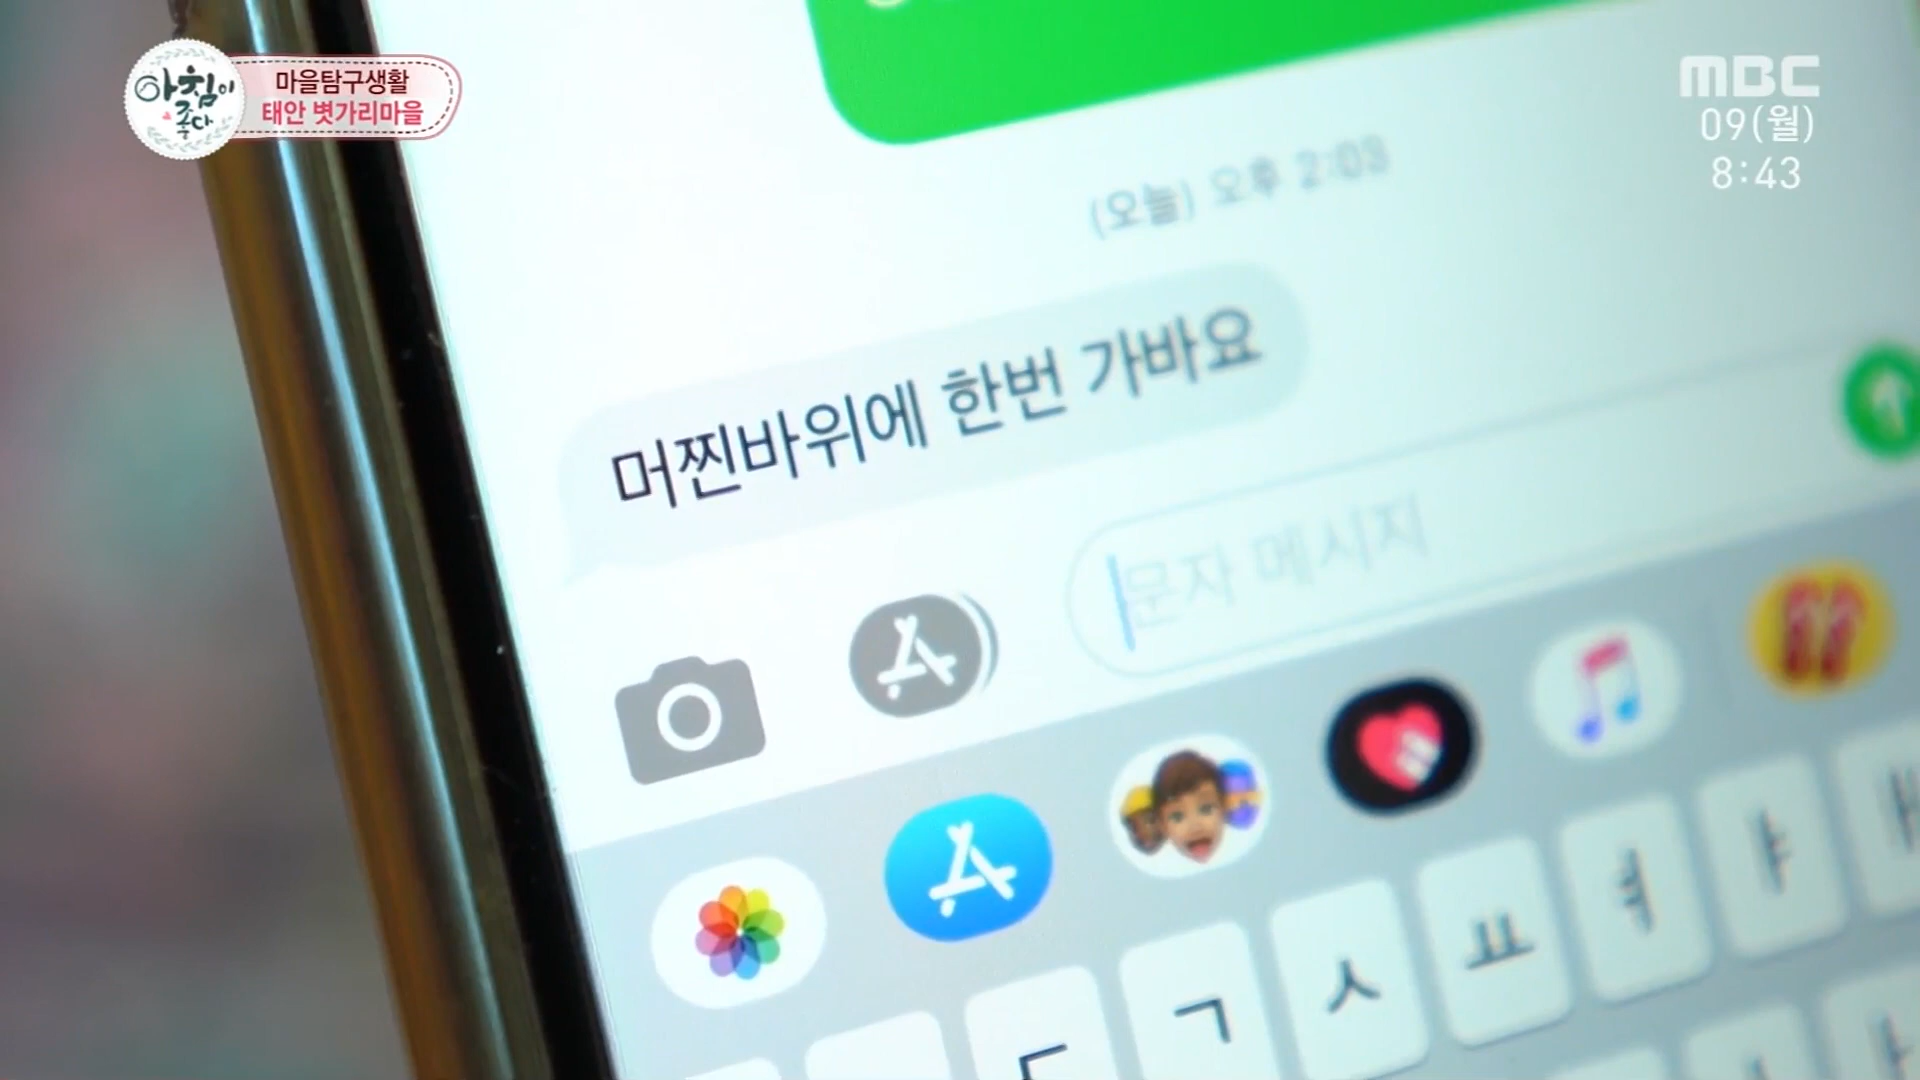 아침이
좋다
마을탐구생활
태안 볏가리마을
MBC
09(월)
8:43
(오늘) 오후 2:03
머찐바위에 한번 가바요
문자 메시지
ㄷ ㄱ ㅅ ㅛ ㅕ ㅑ ㅐ